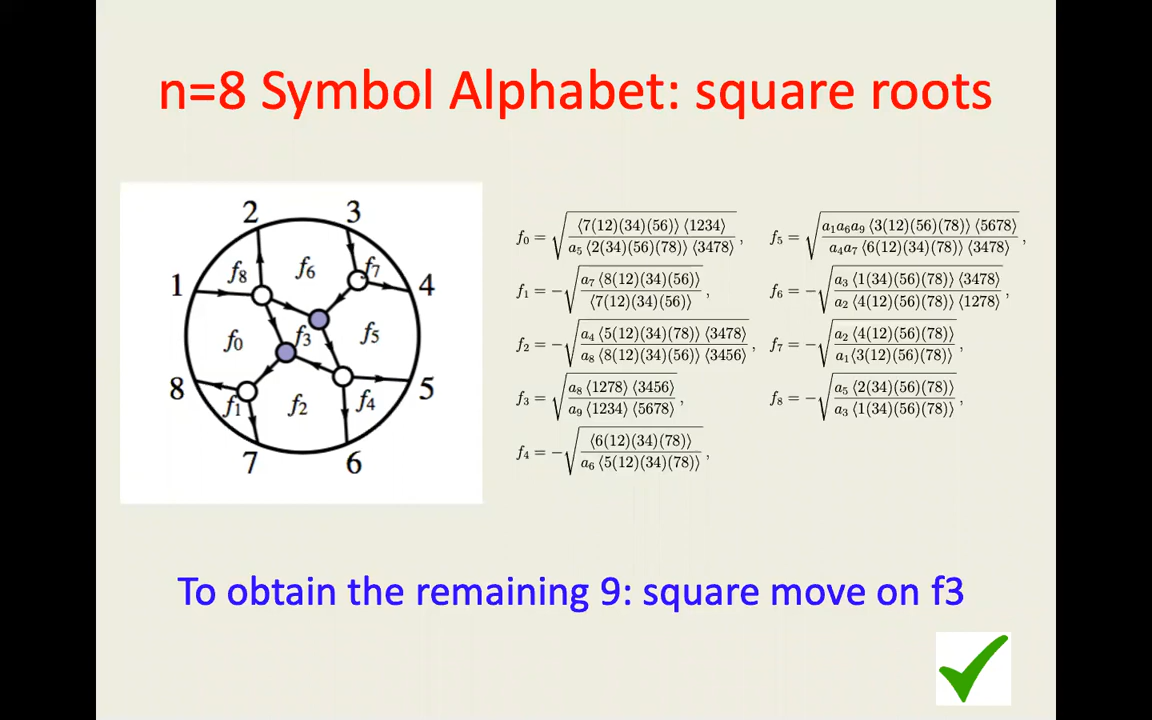 n=8 Symbol Alphabet: square roots
2 3
f8 f6 f7
1 4
f0 f3 f5
8 5
f1 f2 f4
7 6
f0 = √(⟨7(12)(34)(56)⟩ ⟨1234⟩ / a5 ⟨2(34)(56)(78)⟩ ⟨3478⟩),
f1 = −√(a7 ⟨8(12)(34)(56)⟩ / ⟨7(12)(34)(56)⟩),
f2 = −√(a4 ⟨5(12)(34)(78)⟩ ⟨3478⟩ / a8 ⟨8(12)(34)(56)⟩ ⟨3456⟩),
f3 = √(a8 ⟨1278⟩ ⟨3456⟩ / a9 ⟨1234⟩ ⟨5678⟩),
f4 = −√(⟨6(12)(34)(78)⟩ / a6 ⟨5(12)(34)(78)⟩),
f5 = √(a1a6a9 ⟨3(12)(56)(78)⟩ ⟨5678⟩ / a4a7 ⟨6(12)(34)(78)⟩ ⟨3478⟩),
f6 = −√(a3 ⟨1(34)(56)(78)⟩ ⟨3478⟩ / a2 ⟨4(12)(56)(78)⟩ ⟨1278⟩),
f7 = −√(a2 ⟨4(12)(56)(78)⟩ / a1⟨3(12)(56)(78)⟩),
f8 = −√(a5 ⟨2(34)(56)(78)⟩ / a3 ⟨1(34)(56)(78)⟩),
To obtain the remaining 9: square move on f3